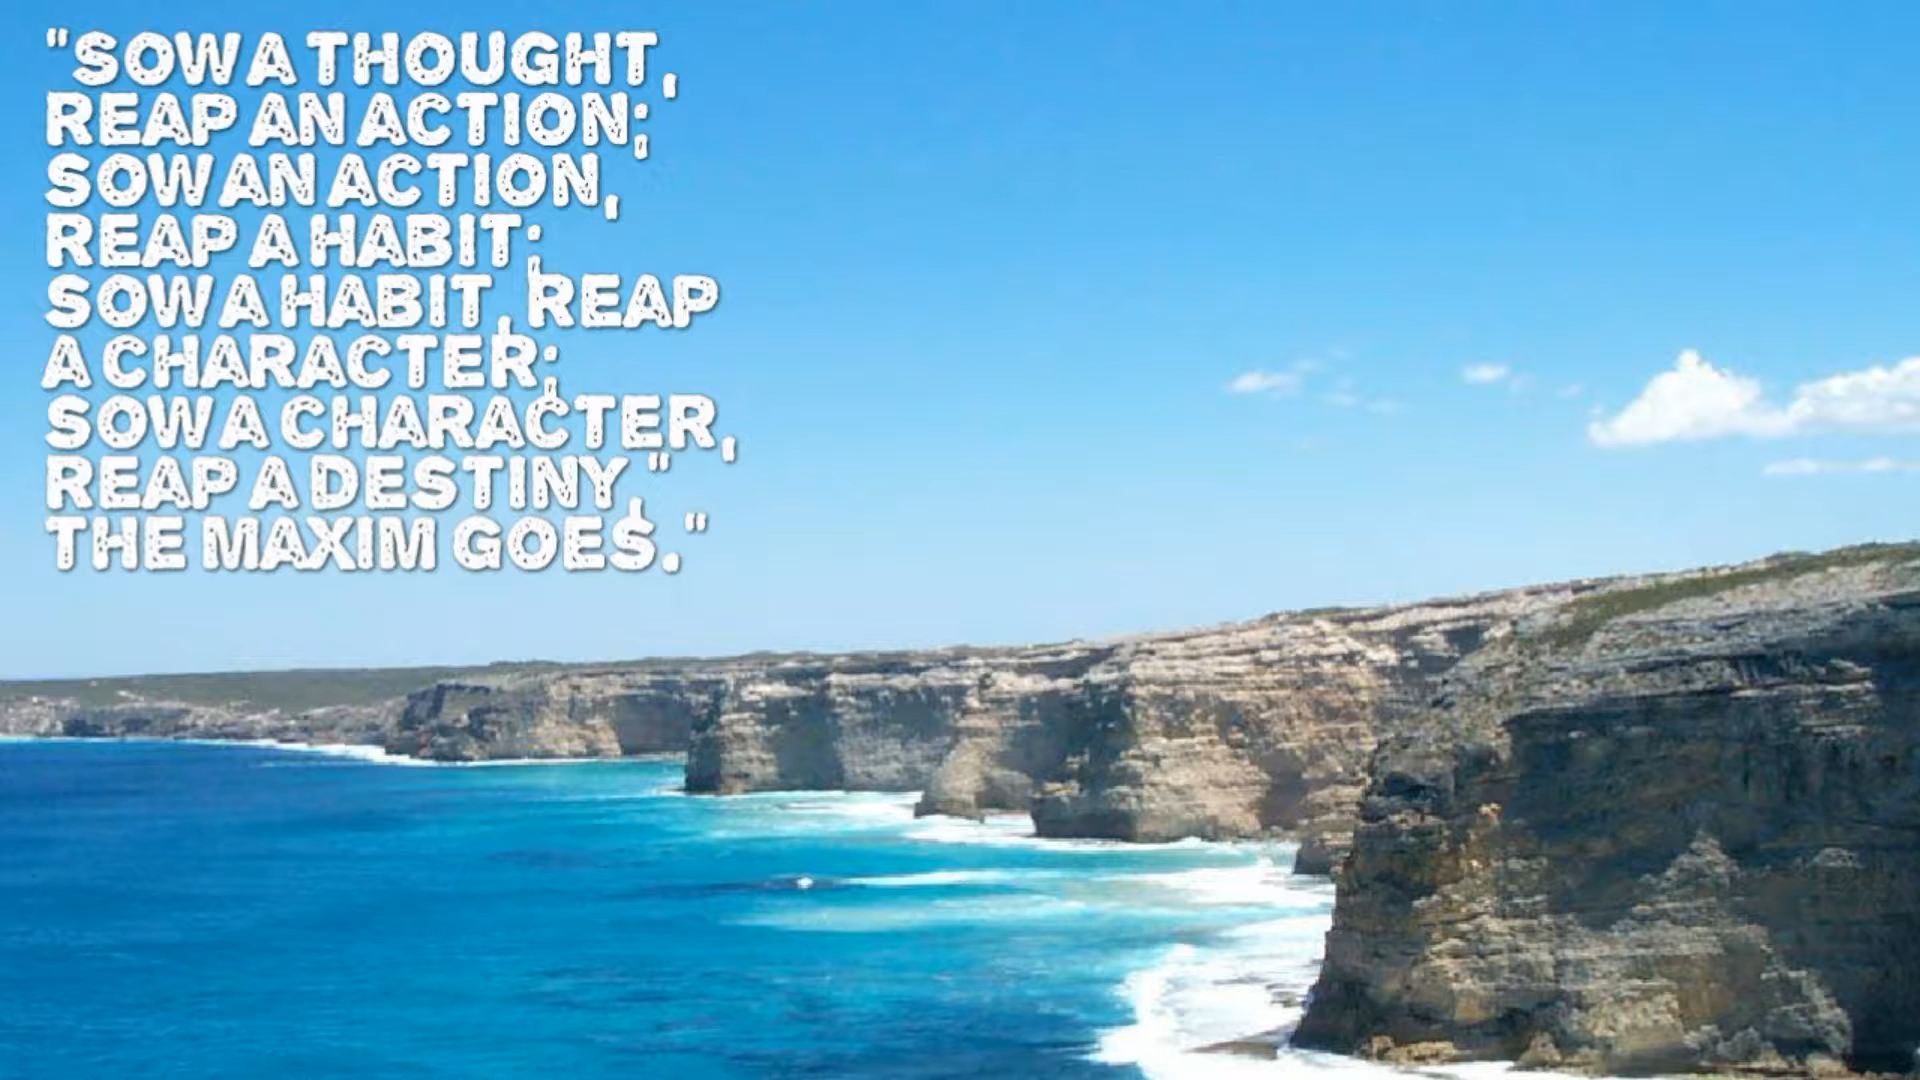 "SOW A THOUGHT,
REAP AN ACTION;
SOW AN ACTION,
REAP A HABIT;
SOW A HABIT, REAP
A CHARACTER;
SOW A CHARACTER,
REAP A DESTINY,"
THE MAXIM GOES."